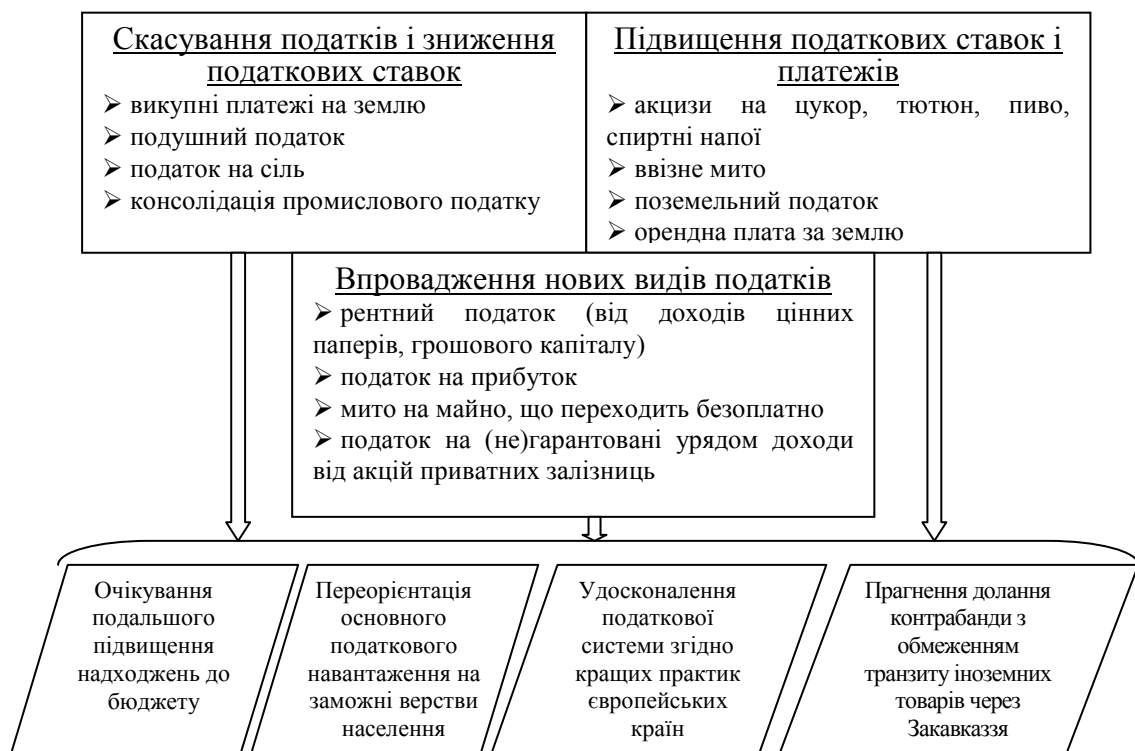 Скасування податків і зниження
податкових ставок
➢ викупні платежі на землю
➢ подушний податок
➢ податок на сіль
➢ консолідація промислового податку
Підвищення податкових ставок і
платежів
➢ акцизи на цукор, тютюн, пиво,
спиртні напої
➢ ввізне мито
➢ поземельний податок
➢ орендна плата за землю
Впровадження нових видів податків
➢ рентний податок (від доходів цінних
паперів, грошового капіталу)
➢ податок на прибуток
➢ мито на майно, що переходить безоплатно
➢ податок на (не)гарантовані урядом доходи
від акцій приватних залізниць
Очікування
подальшого
підвищення
надходжень до
бюджету
Переорієнтація
основного
податкового
навантаження на
заможні верстви
населення
Удосконалення
податкової
системи згідно
кращих практик
європейських
країн
Прагнення долання
контрабанди з
обмеженням
транзиту іноземних
товарів через
Закавказзя